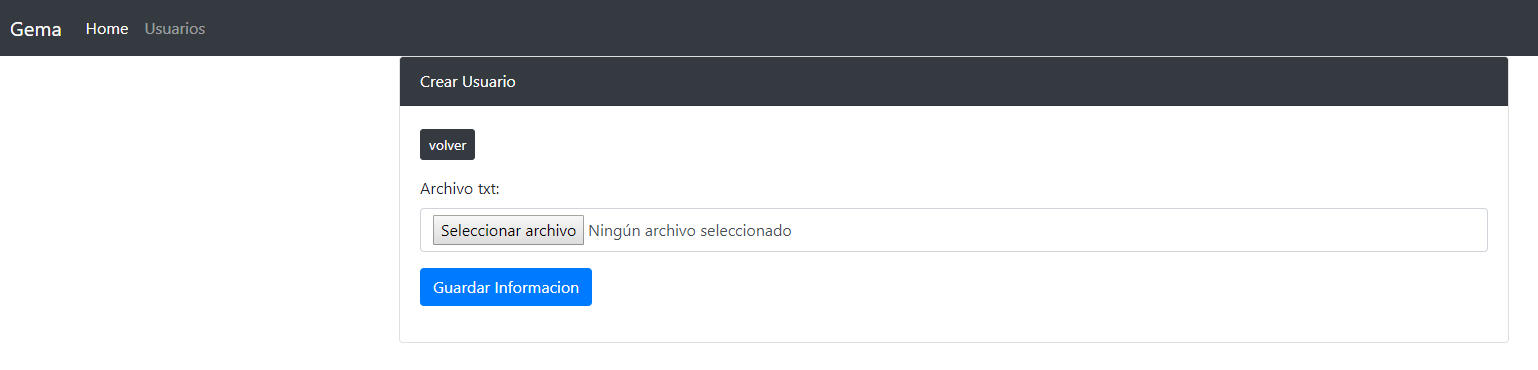 Gema Home Usuarios
Crear Usuario
volver
Archivo txt:
Seleccionar archivo Ningún archivo seleccionado
Guardar Informacion